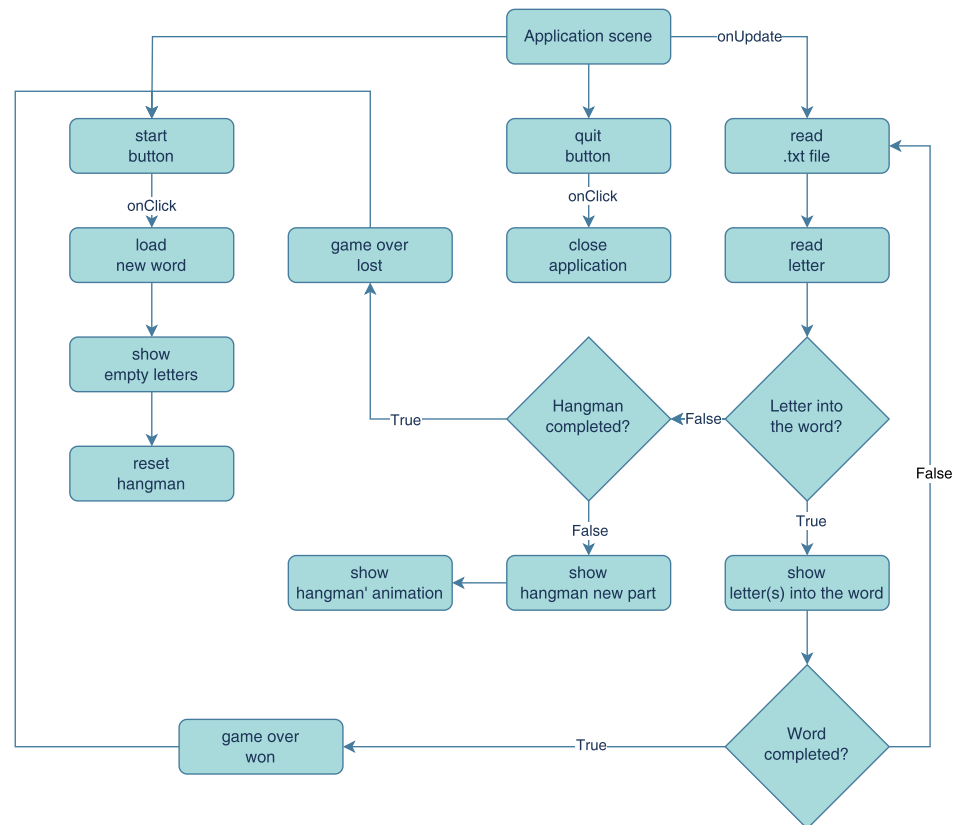 Application scene
onUpdate
start
button
quit
button
read
.txt file
onClick
onClick
load
new word
game over
lost
close
application
read
letter
show
empty letters
Hangman
completed?
Letter into
the word?
True
False
reset
hangman
False
True
False
show
hangman' animation
show
hangman new part
show
letter(s) into the word
game over
won
True
Word
completed?